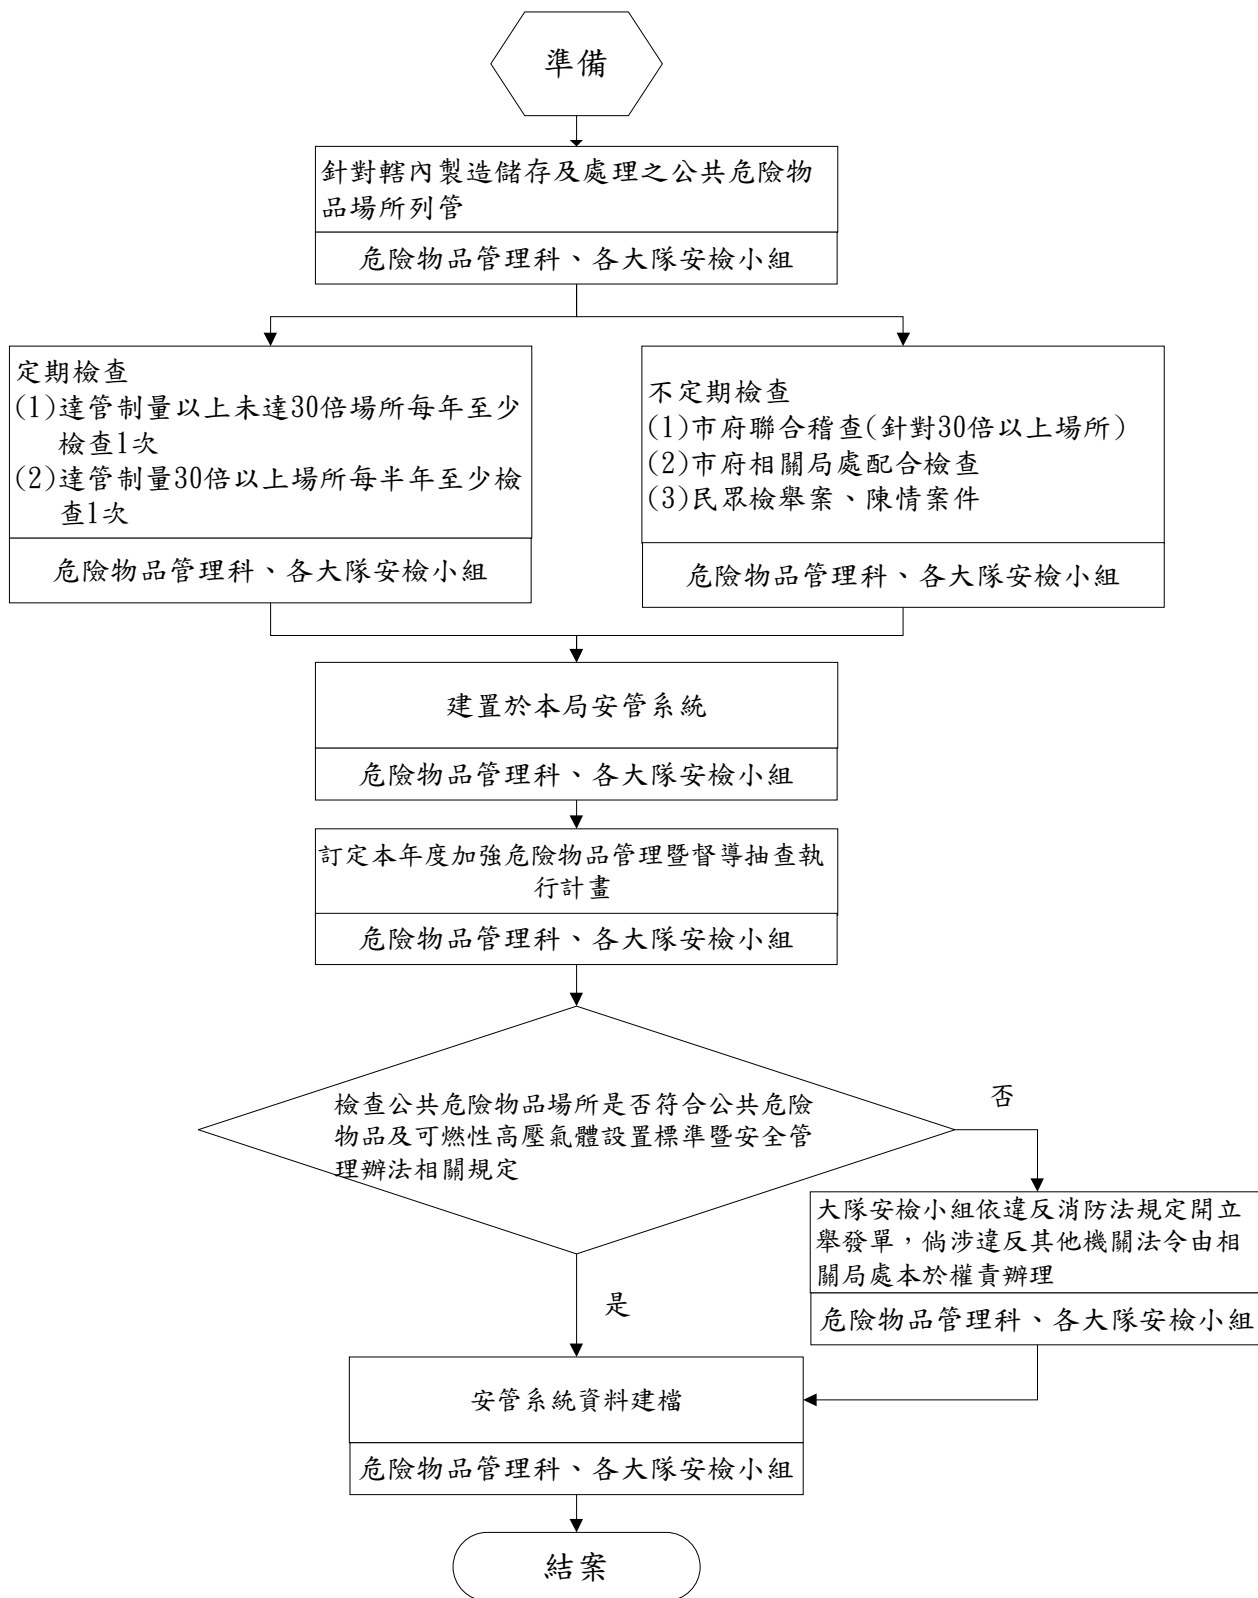 準備
針對轄內製造儲存及處理之公共危險物
品場所列管
危險物品管理科、各大隊安檢小組
定期檢查
(1)達管制量以上未達30倍場所每年至少
檢查1次
(2)達管制量30倍以上場所每半年至少檢
查1次
危險物品管理科、各大隊安檢小組
不定期檢查
(1)市府聯合稽查(針對30倍以上場所)
(2)市府相關局處配合檢查
(3)民眾檢舉案、陳情案件
危險物品管理科、各大隊安檢小組
建置於本局安管系統
危險物品管理科、各大隊安檢小組
訂定本年度加強危險物品管理暨督導抽查執
行計畫
危險物品管理科、各大隊安檢小組
檢查公共危險物品場所是否符合公共危險
物品及可燃性高壓氣體設置標準暨安全管
理辦法相關規定
否
大隊安檢小組依違反消防法規定開立
舉發單，倘涉違反其他機關法令由相
關局處本於權責辦理
危險物品管理科、各大隊安檢小組
是
安管系統資料建檔
危險物品管理科、各大隊安檢小組
結案